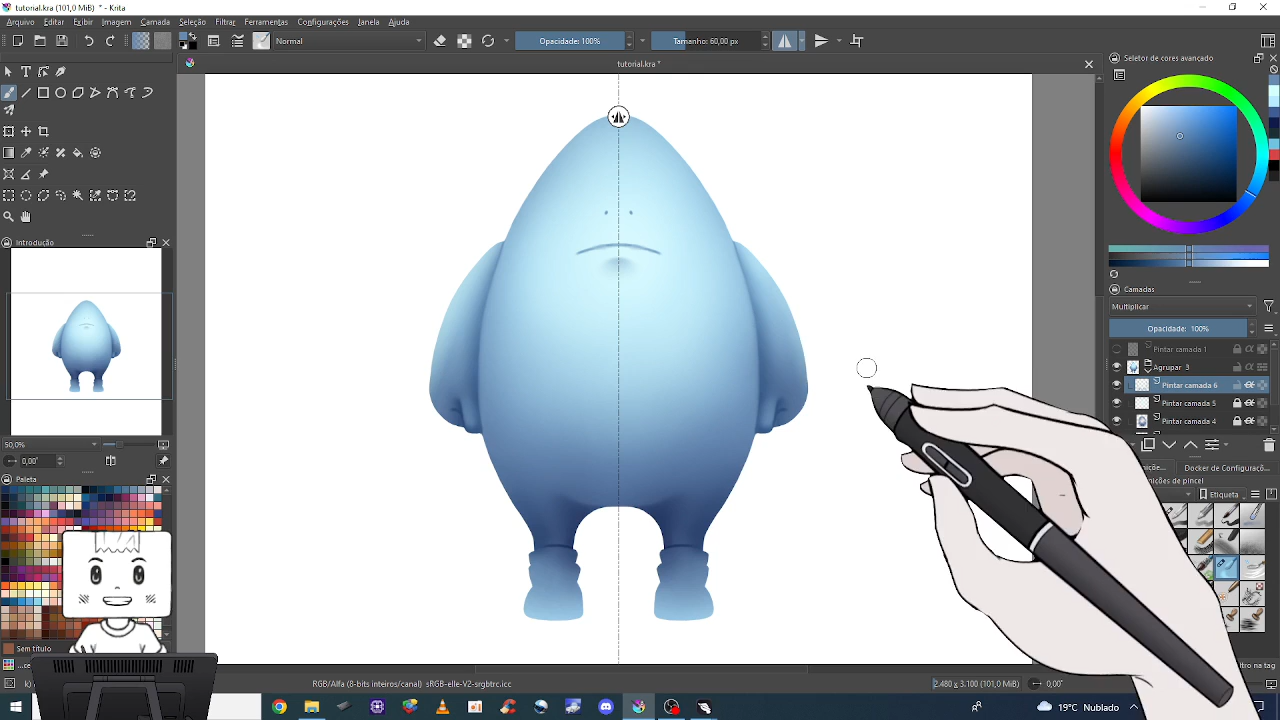 tutorial.kra (101,0 MiB) * - Krita
Arquivo Editar Exibir Imagem Camada Seleção Filtrar Ferramentas Configurações Janela Ajuda
Normal
Opacidade: 100%
Tamanho: 60,00 px
tutorial.kra *
Seletor de cores avançado
Introdução
Camadas
Multiplicar
Opacidade: 100%
Pintar camada 1
Agrupar 3
Pintar camada 6
Pintar camada 5
Pintar camada 4
50,0%
0,00°
Docker de Configuraçõ...
Paleta
Etiqueta
Sem título
RGB/Alfa (8-bits inteiros/canal) sRGB-elle-V2-srgbtrc.icc
2.480 x 3.100 (101,0 MiB)
0,00°
19°C Nublado